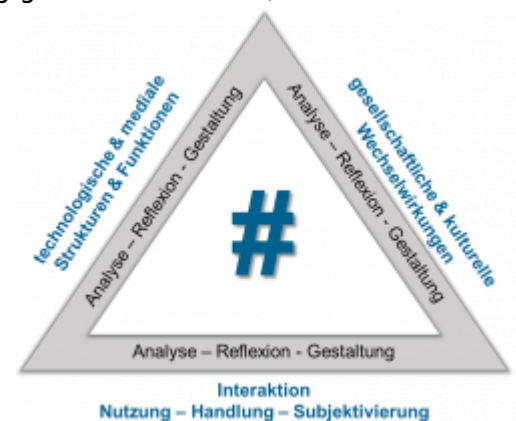 technologische & mediale
Strukturen & Funktionen
Analyse – Reflexion - Gestaltung
#
Analyse – Reflexion - Gestaltung
gesellschaftliche & kulturelle
Wechselwirkungen
Analyse – Reflexion - Gestaltung
Interaktion
Nutzung – Handlung – Subjektivierung